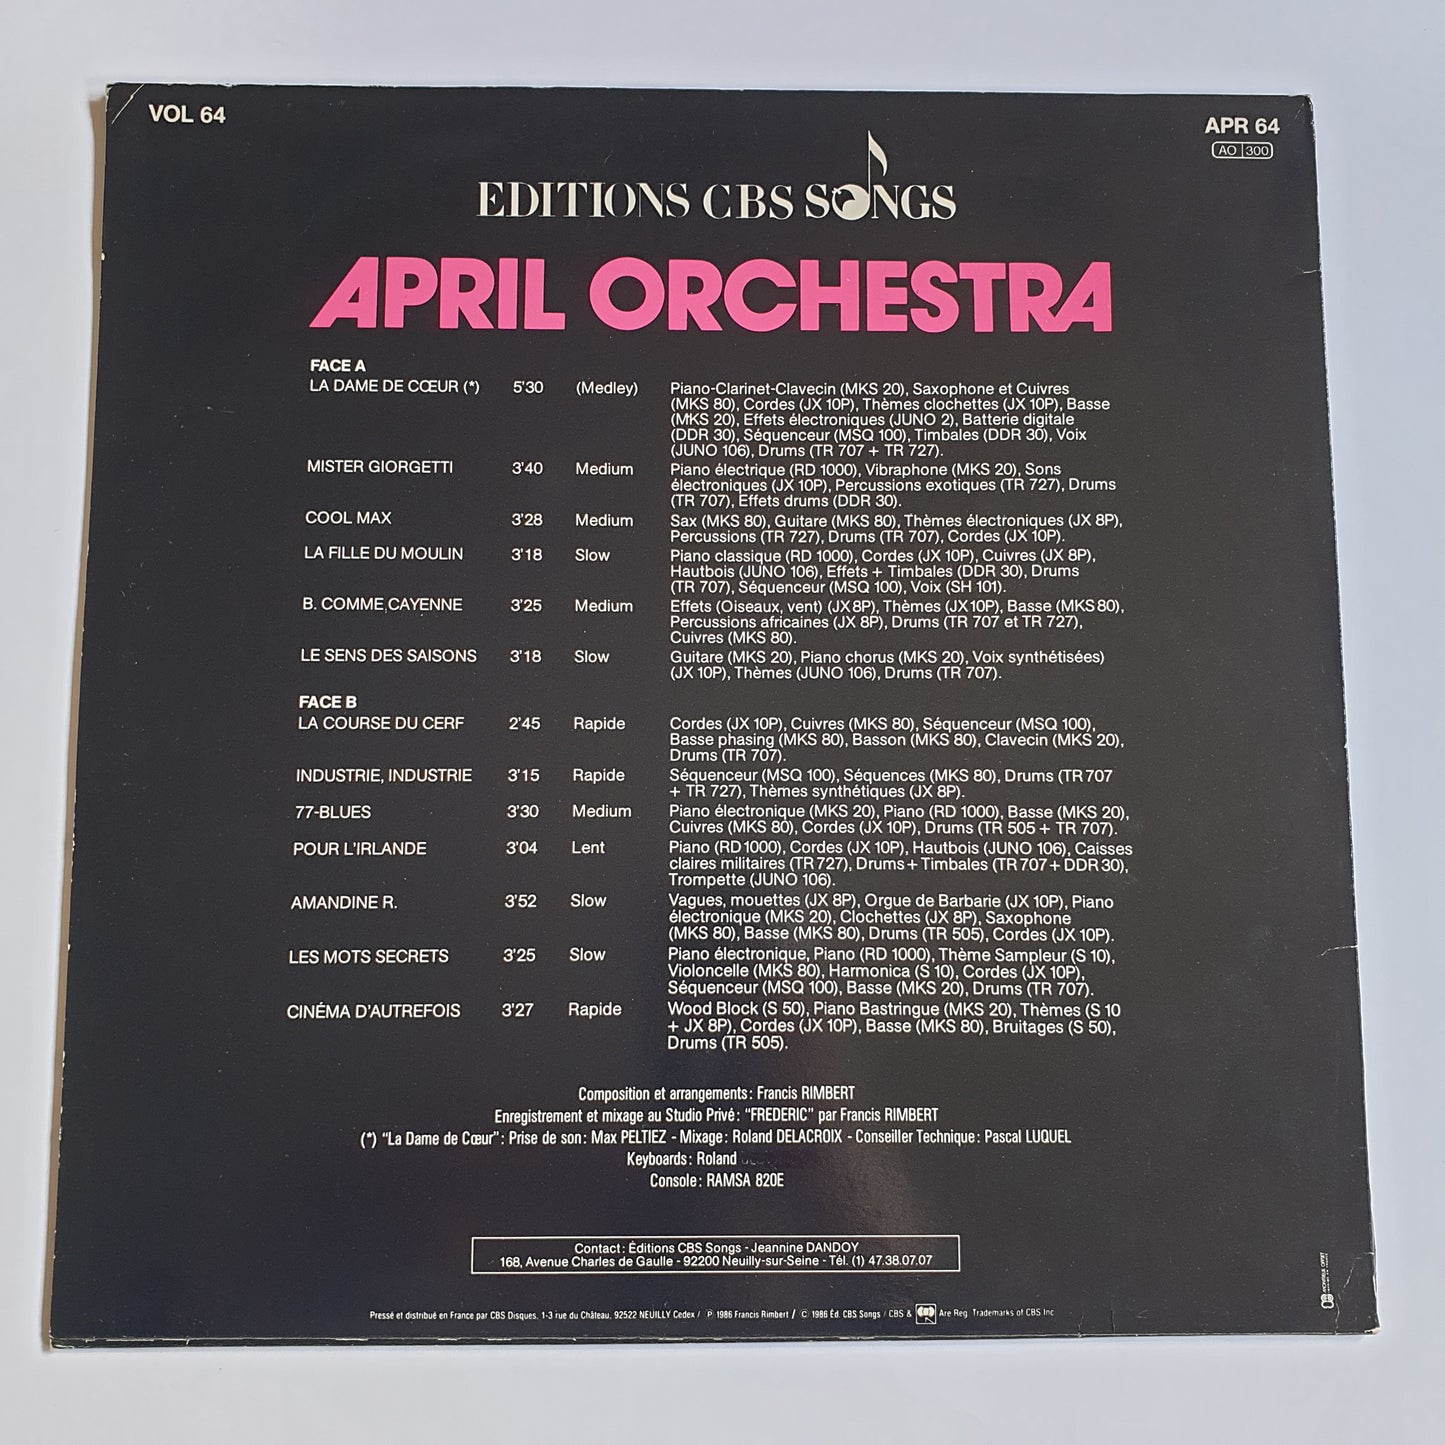 VOL 64
APR 64
AO 300
EDITIONS CBS SONGS
APRIL ORCHESTRA
FACE A
LA DAME DE CŒUR (*) 5'30 (Medley) Piano-Clarinet-Clavecin (MKS 20), Saxophone et Cuivres
(MKS 80), Cordes (JX 10P), Thèmes clochettes (JX 10P), Basse
(MKS 20), Effets électroniques (JUNO 2), Batterie digitale
(DDR 30), Séquenceur (MSQ 100), Timbales (DDR 30), Voix
(JUNO 106), Drums (TR 707 + TR 727).
MISTER GIORGETTI 3'40 Medium Piano électrique (RD 1000), Vibraphone (MKS 20), Sons
électroniques (JX 10P), Percussions exotiques (TR 727), Drums
(TR 707), Effets drums (DDR 30).
COOL MAX 3'28 Medium Sax (MKS 80), Guitare (MKS 80), Thèmes électroniques (JX 8P),
Percussions (TR 727), Drums (TR 707), Cordes (JX 10P).
LA FILLE DU MOULIN 3'18 Slow Piano classique (RD 1000), Cordes (JX 10P), Cuivres (JX 8P),
Hautbois (JUNO 106), Effets + Timbales (DDR 30), Drums
(TR 707), Séquenceur (MSQ 100), Voix (SH 101).
B. COMME CAYENNE 3'25 Medium Effets (Oiseaux, vent) (JX 8P), Thèmes (JX 10P), Basse (MKS 80),
Percussions africaines (JX 8P), Drums (TR 707 et TR 727),
Cuivres (MKS 80).
LE SENS DES SAISONS 3'18 Slow Guitare (MKS 20), Piano chorus (MKS 20), Voix synthétisées)
(JX 10P), Thèmes (JUNO 106), Drums (TR 707).
FACE B
LA COURSE DU CERF 2'45 Rapide Cordes (JX 10P), Cuivres (MKS 80), Séquenceur (MSQ 100),
Basse phasing (MKS 80), Basson (MKS 80), Clavecin (MKS 20),
Drums (TR 707).
INDUSTRIE, INDUSTRIE 3'15 Rapide Séquenceur (MSQ 100), Séquences (MKS 80), Drums (TR 707
+ TR 727), Thèmes synthétiques (JX 8P).
77-BLUES 3'30 Medium Piano électronique (MKS 20), Piano (RD 1000), Basse (MKS 20),
Cuivres (MKS 80), Cordes (JX 10P), Drums (TR 505 + TR 707).
POUR L'IRLANDE 3'04 Lent Piano (RD 1000), Cordes (JX 10P), Hautbois (JUNO 106), Caisses
claires militaires (TR 727), Drums + Timbales (TR 707 + DDR 30),
Trompette (JUNO 106).
AMANDINE R. 3'52 Slow Vagues, mouettes (JX 8P), Orgue de Barbarie (JX 10P), Piano
électronique (MKS 20), Clochettes (JX 8P), Saxophone
(MKS 80), Basse (MKS 80), Drums (TR 505), Cordes (JX 10P).
LES MOTS SECRETS 3'25 Slow Piano électronique, Piano (RD 1000), Thème Sampleur (S 10),
Violoncelle (MKS 80), Harmonica (S 10), Cordes (JX 10P),
Séquenceur (MSQ 100), Basse (MKS 20), Drums (TR 707).
CINÉMA D'AUTREFOIS 3'27 Rapide Wood Block (S 50), Piano Bastringue (MKS 20), Thèmes (S 10
+ JX 8P), Cordes (JX 10P), Basse (MKS 80), Bruitages (S 50),
Drums (TR 505).
Composition et arrangements : Francis RIMBERT
Enregistrement et mixage au Studio Privé : "FREDERIC" par Francis RIMBERT
(*) "La Dame de Cœur" : Prise de son : Max PELTIEZ - Mixage : Roland DELACROIX - Conseiller Technique : Pascal LUQUEL
Keyboards : Roland
Console : RAMSA 820E
Contact : Éditions CBS Songs - Jeannine DANDOY
168, Avenue Charles de Gaulle - 92200 Neuilly-sur-Seine - Tél. (1) 47.38.07.07
Pressé et distribué en France par CBS Disques, 1-3 rue du Château, 92522 NEUILLY Cedex / ℗ 1986 Francis Rimbert / © 1986 Éd. CBS Songs / CBS & Are Reg. Trademarks of CBS Inc